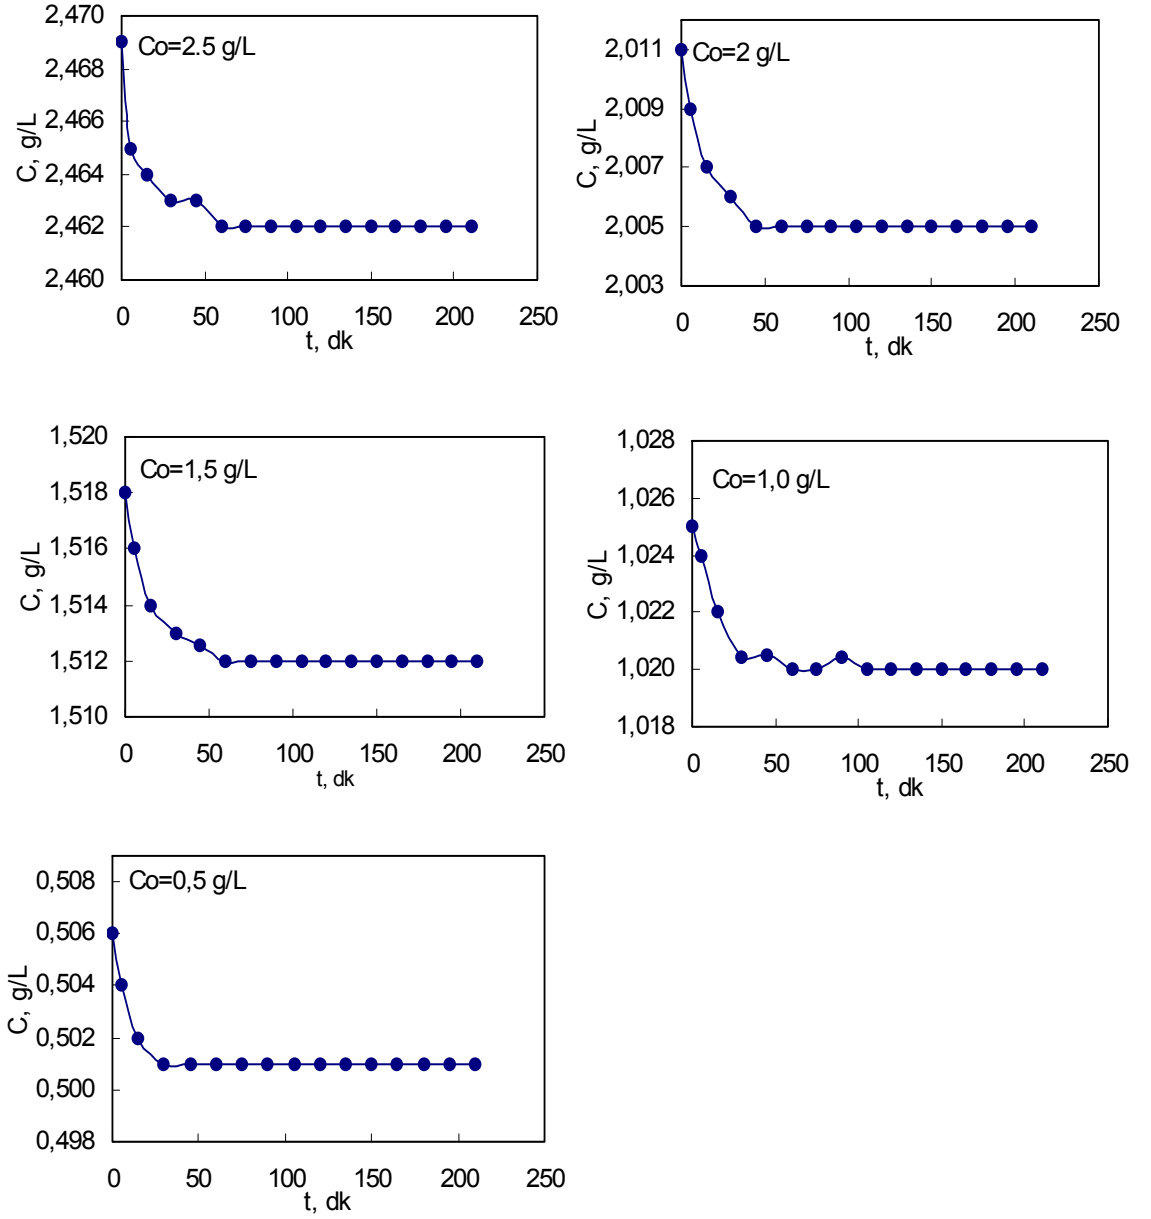 2,470
2,468
2,466
2,464
2,462
2,460
C, g/L
Co=2.5 g/L
0 50 100 150 200 250
t, dk
2,011
2,009
2,007
2,005
2,003
C, g/L
Co=2 g/L
0 50 100 150 200 250
t, dk
1,520
1,518
1,516
1,514
1,512
1,510
C, g/L
Co=1,5 g/L
0 50 100 150 200 250
t, dk
1,028
1,026
1,024
1,022
1,020
1,018
C, g/L
Co=1,0 g/L
0 50 100 150 200 250
t, dk
0,508
0,506
0,504
0,502
0,500
0,498
C, g/L
Co=0,5 g/L
0 50 100 150 200 250
t, dk